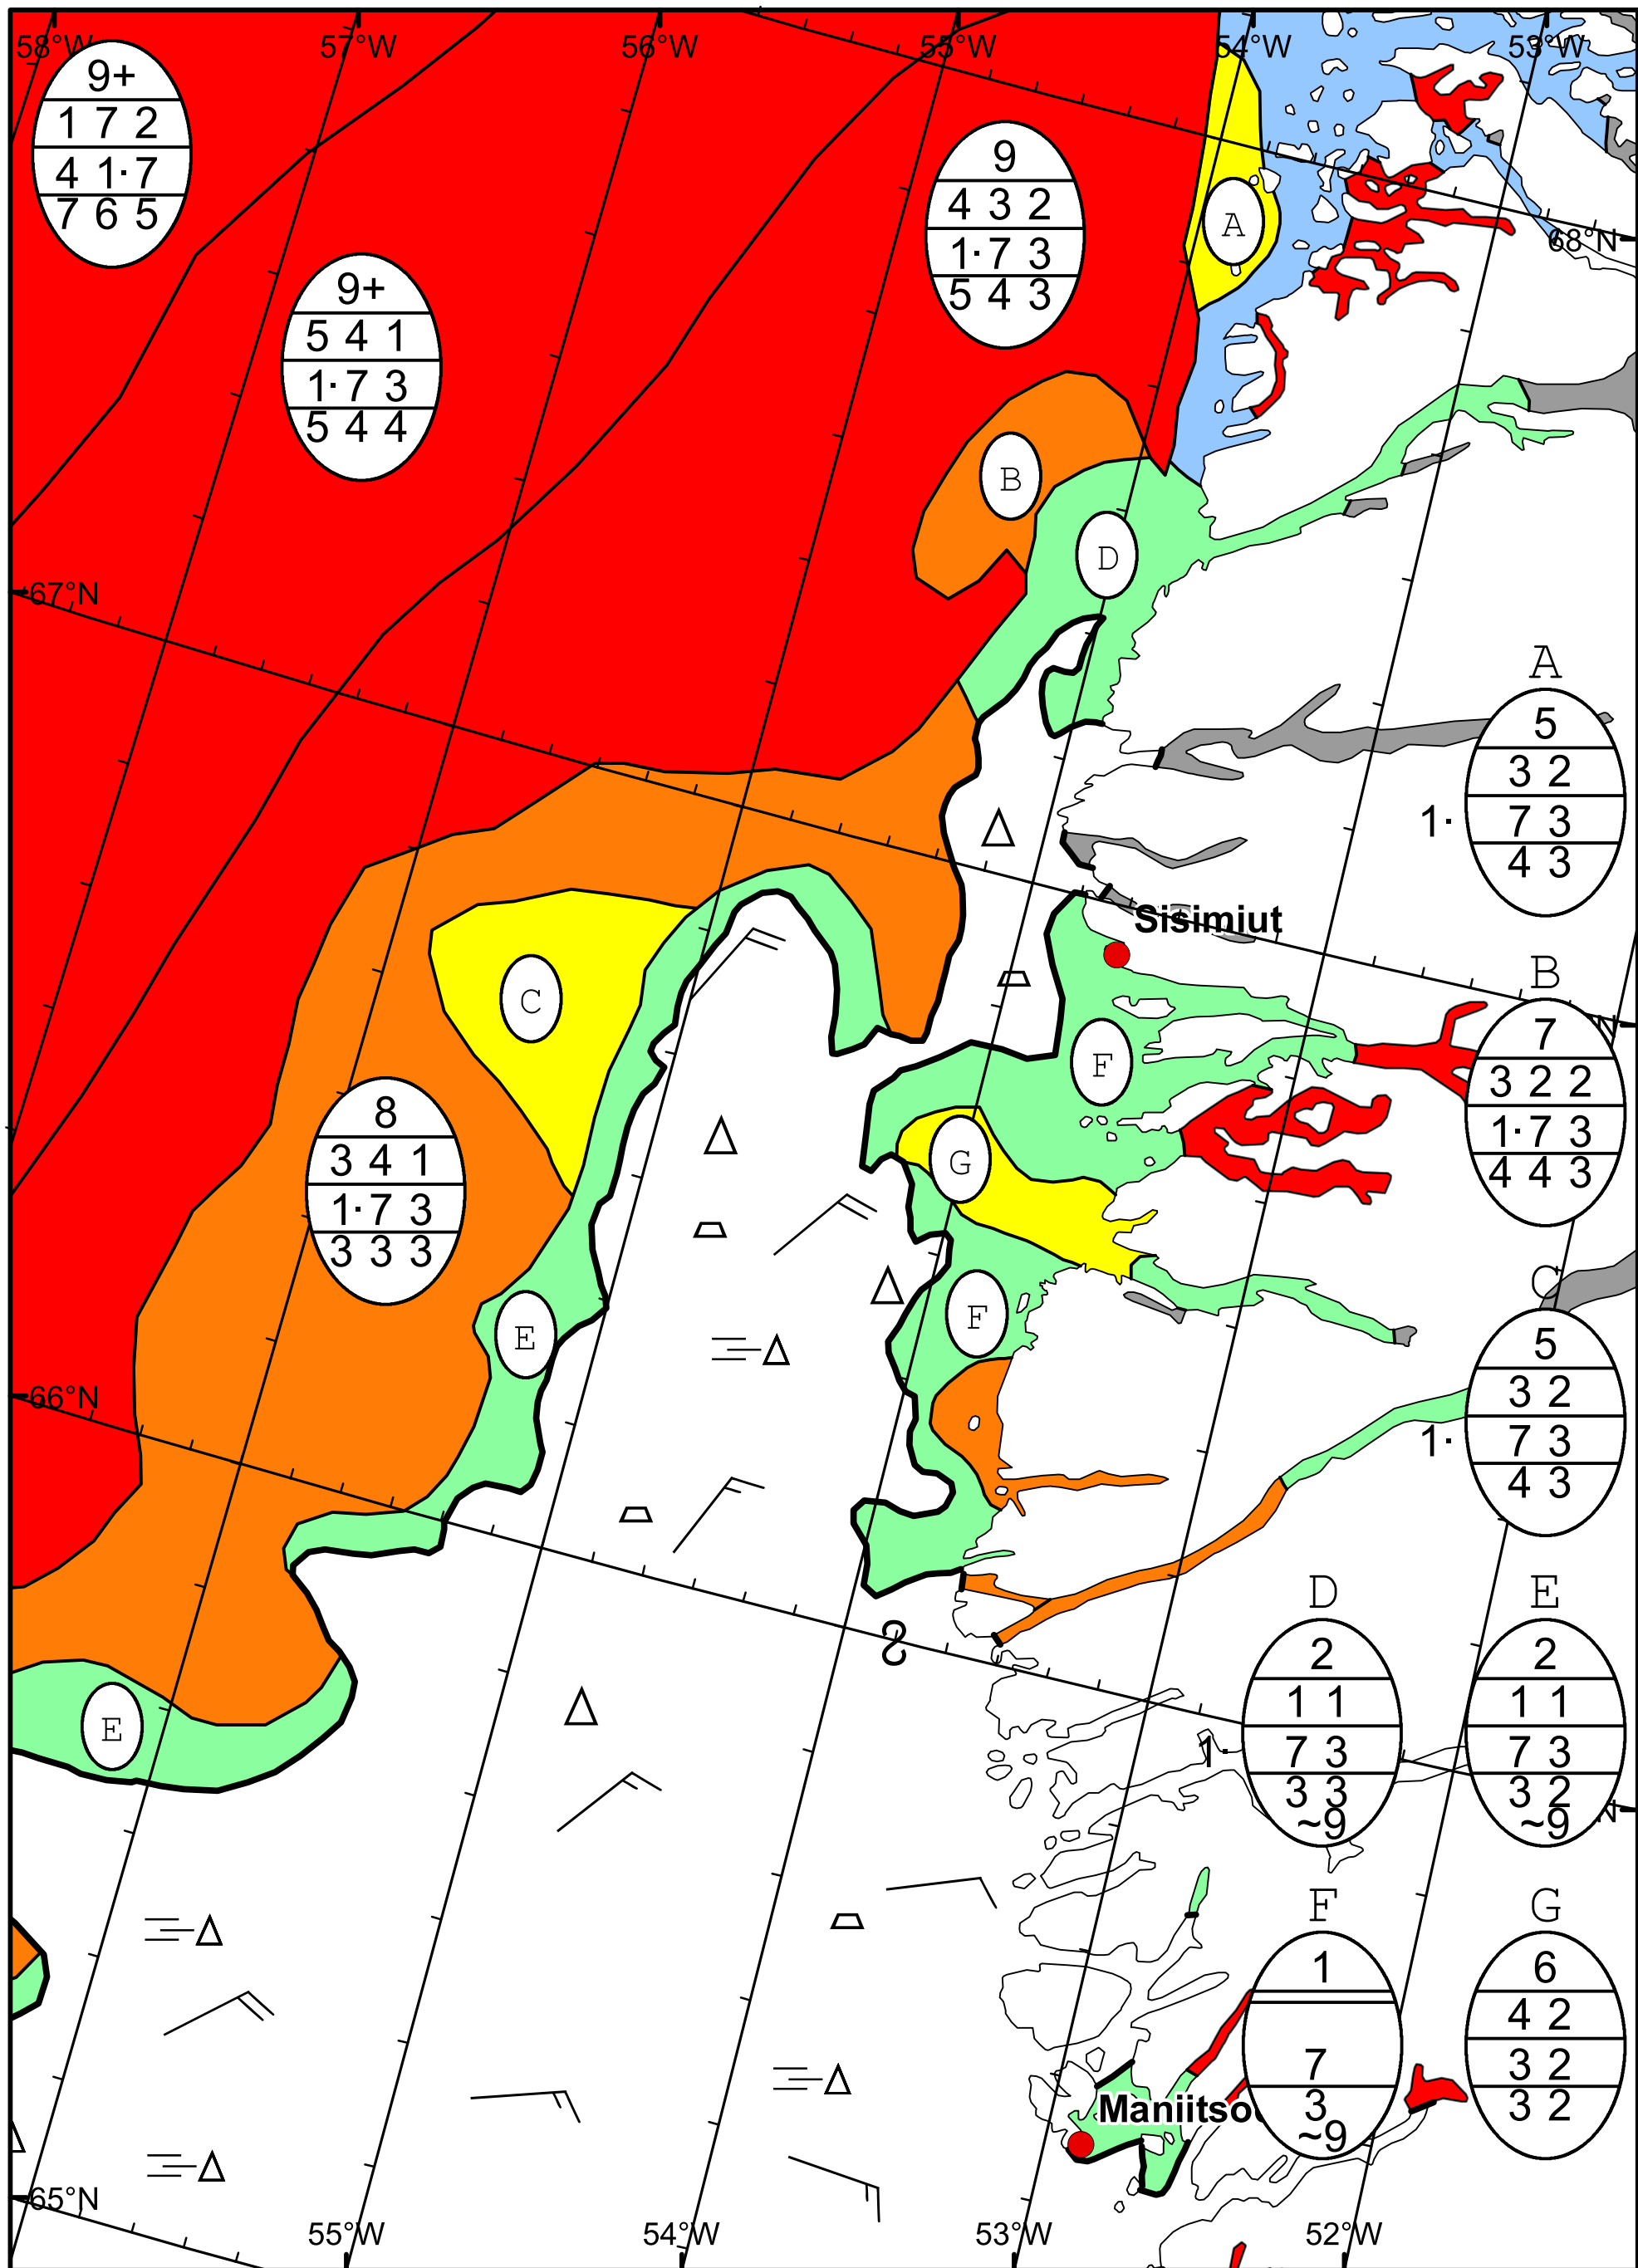 58°W
57°W
56°W
55°W
54°W
53°W
9+
1 7 2
4 1·7
7 6 5
9+
5 4 1
1·7 3
5 4 4
9
4 3 2
1·7 3
5 4 3
A
68°N
B
D
67°N
A
5
3 2
1· 7 3
4 3
Sisimiut
C
F
B
N
7
3 2 2
1·7 3
4 4 3
8
3 4 1
1·7 3
3 3 3
G
E
F
C
5
3 2
1· 7 3
4 3
66°N
E
D
2
1 1
1· 7 3
3 3
~9
E
2
1 1
7 3
3 2
~9
N
F
1
7
3
~9
G
6
4 2
3 2
3 2
Maniitso
65°N
55°W
54°W
53°W
52°W